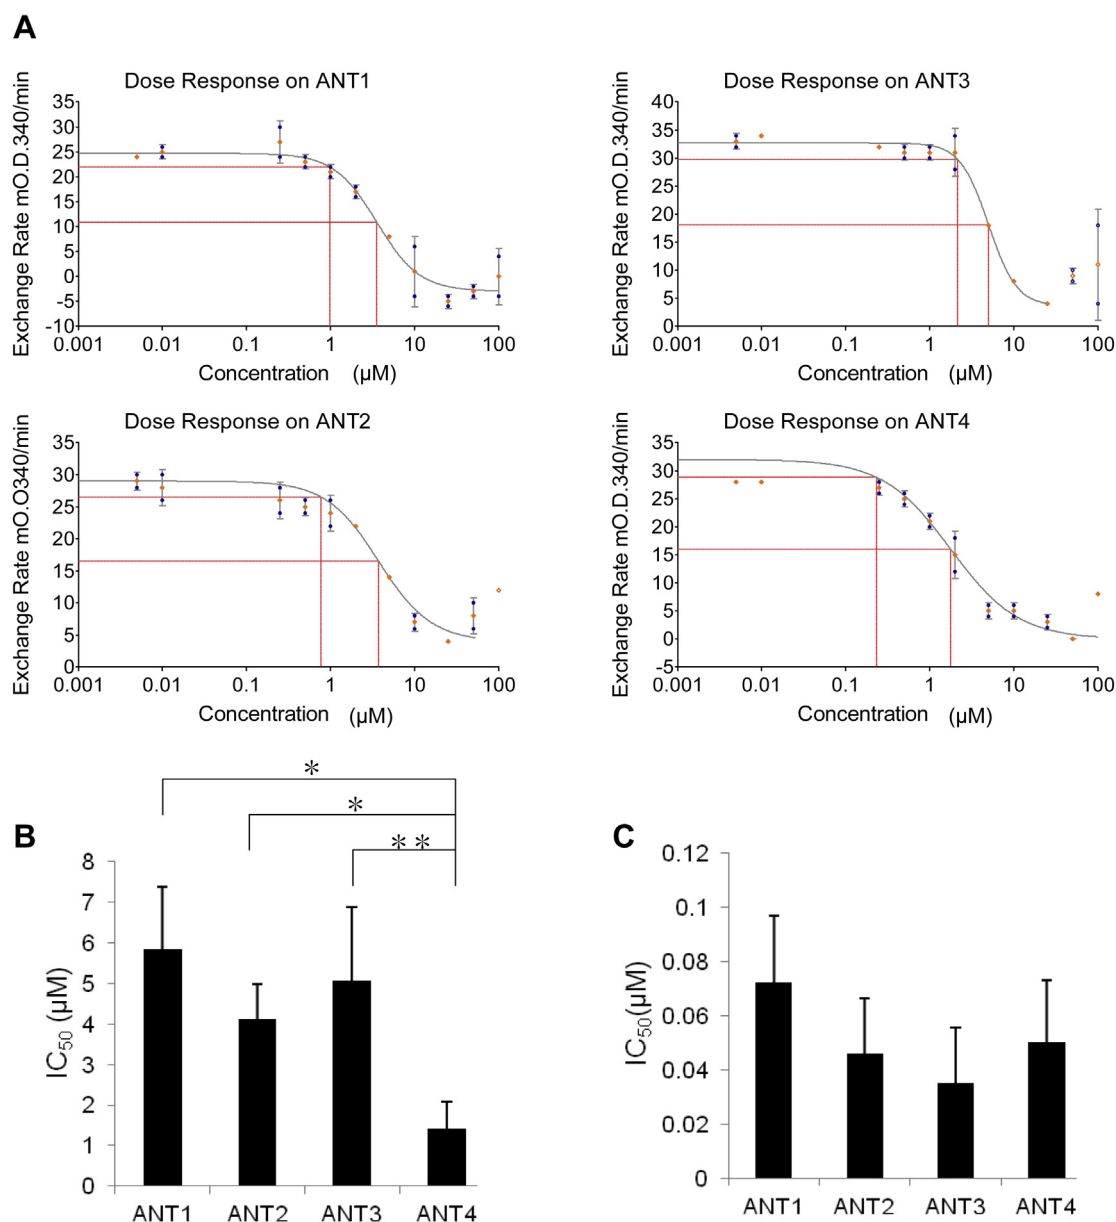 A
Dose Response on ANT1
Exchange Rate mO.D.340/min
35
30
25
20
15
10
5
0
-5
-10
0.001 0.01 0.1 1 10 100
Concentration (µM)
Dose Response on ANT3
Exchange Rate mO.D.340/min
40
35
30
25
20
15
10
5
0
0.001 0.01 0.1 1 10 100
Concentration (µM)
Dose Response on ANT2
Exchange Rate mO.O340/min
35
30
25
20
15
10
5
0
0.001 0.01 0.1 1 10 100
Concentration (µM)
Dose Response on ANT4
Exchange Rate mO.D.340/min
35
30
25
20
15
10
5
0
-5
0.001 0.01 0.1 1 10 100
Concentration (µM)
B
*
*
**
IC50 (µM)
8
7
6
5
4
3
2
1
0
ANT1 ANT2 ANT3 ANT4
C
IC50(µM)
0.12
0.1
0.08
0.06
0.04
0.02
0
ANT1 ANT2 ANT3 ANT4